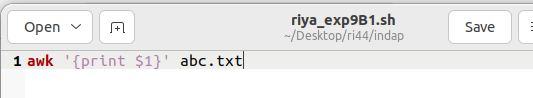 Open
riya_exp9B1.sh
~/Desktop/ri44/indap
Save
1 awk '{print $1}' abc.txt